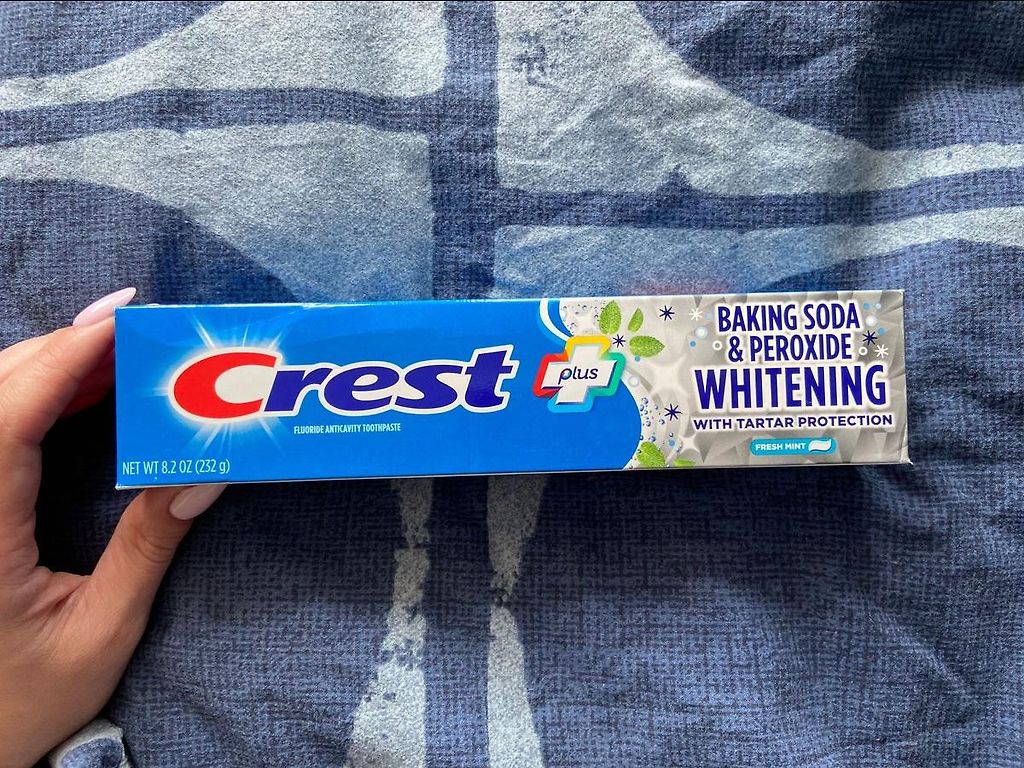 Crest
plus
FLUORIDE ANTICAVITY TOOTHPASTE
NET WT 8.2 OZ (232 g)
BAKING SODA
& PEROXIDE
WHITENING
WITH TARTAR PROTECTION
FRESH MINT